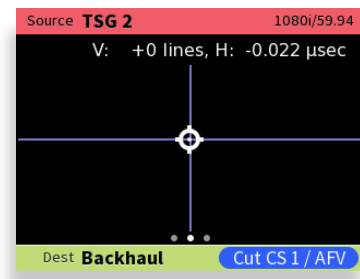 Source TSG 2 1080i/59.94
V: +0 lines, H: -0.022 µsec
Dest Backhaul Cut CS 1 / AFV